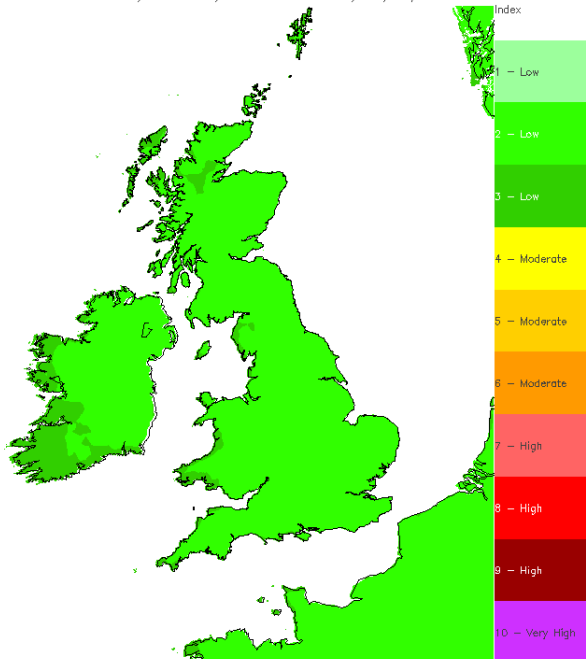 Index
1 - Low
2 - Low
3 - Low
4 - Moderate
5 - Moderate
6 - Moderate
7 - High
8 - High
9 - High
10 - Very High